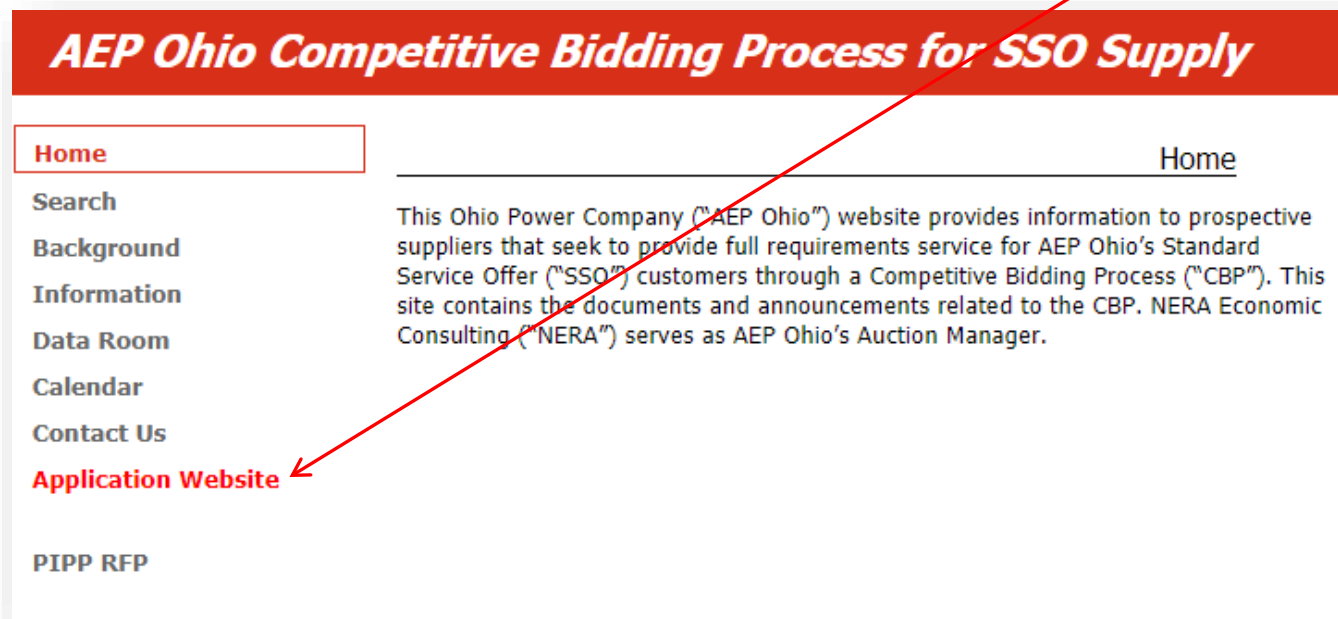 AEP Ohio Competitive Bidding Process for SSO Supply
Home
Search
Background
Information
Data Room
Calendar
Contact Us
Application Website
PIPP RFP
Home
This Ohio Power Company (“AEP Ohio”) website provides information to prospective
suppliers that seek to provide full requirements service for AEP Ohio’s Standard
Service Offer (“SSO”) customers through a Competitive Bidding Process (“CBP”). This
site contains the documents and announcements related to the CBP. NERA Economic
Consulting (“NERA”) serves as AEP Ohio’s Auction Manager.